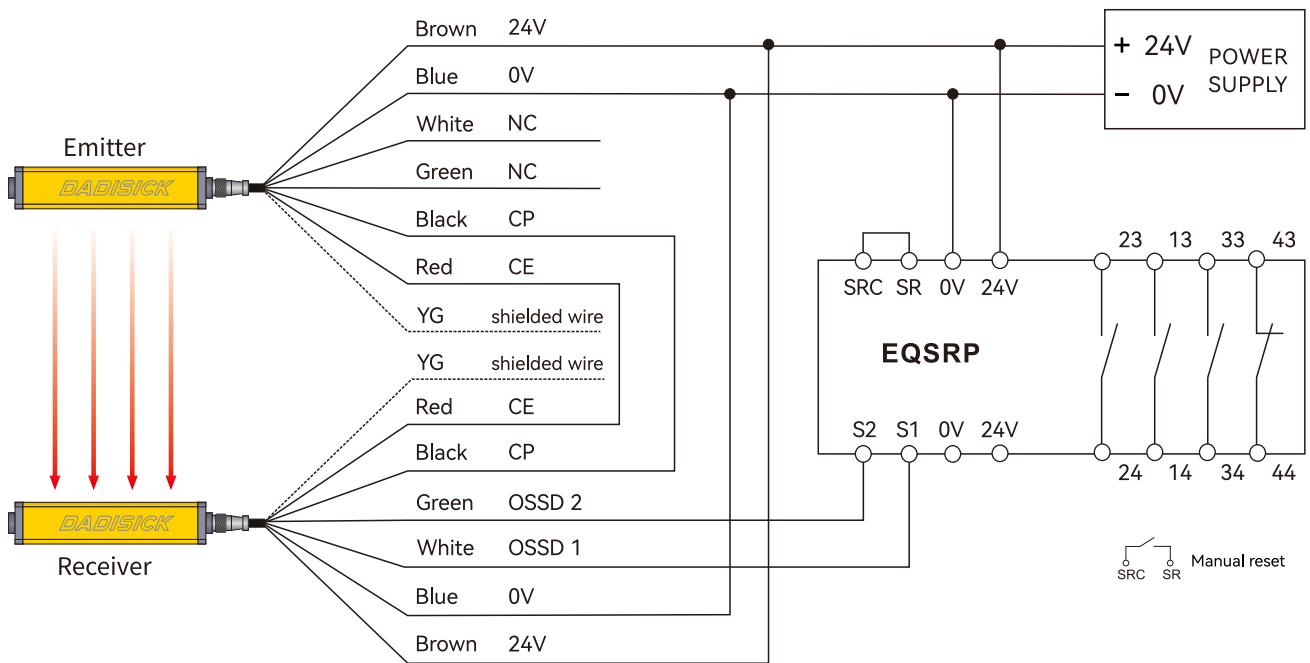 Brown 24V
Blue 0V
White NC
Green NC
Black CP
Red CE
YG shielded wire
YG shielded wire
Red CE
Black CP
Green OSSD 2
White OSSD 1
Blue 0V
Brown 24V
Emitter
DADISICK
DADISICK
Receiver
+ 24V
- 0V
POWER
SUPPLY
23 13 33 43
SRC SR 0V 24V
EQSRP
S2 S1 0V 24V
24 14 34 44
SRC SR Manual reset